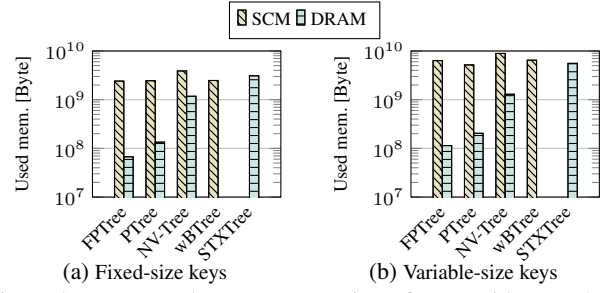 SCM DRAM
Used mem. [Byte]
10^10
10^9
10^8
10^7
FPTree
PTree
NV-Tree
wBTree
STXTree
(a) Fixed-size keys
Used mem. [Byte]
10^10
10^9
10^8
10^7
FPTree
PTree
NV-Tree
wBTree
STXTree
(b) Variable-size keys